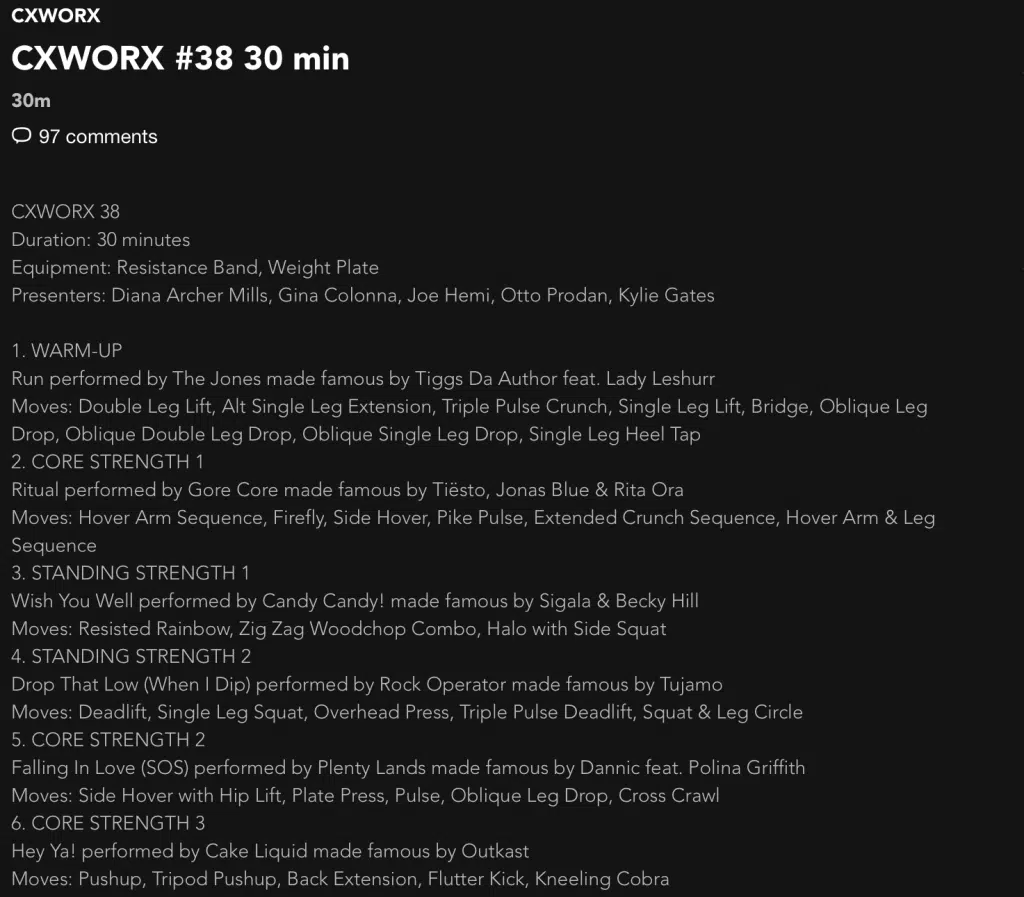 CXWORX
CXWORX #38 30 min
30m
97 comments
CXWORX 38
Duration: 30 minutes
Equipment: Resistance Band, Weight Plate
Presenters: Diana Archer Mills, Gina Colonna, Joe Hemi, Otto Prodan, Kylie Gates
1. WARM-UP
Run performed by The Jones made famous by Tiggs Da Author feat. Lady Leshurr
Moves: Double Leg Lift, Alt Single Leg Extension, Triple Pulse Crunch, Single Leg Lift, Bridge, Oblique Leg
Drop, Oblique Double Leg Drop, Oblique Single Leg Drop, Single Leg Heel Tap
2. CORE STRENGTH 1
Ritual performed by Gore Core made famous by Tiësto, Jonas Blue & Rita Ora
Moves: Hover Arm Sequence, Firefly, Side Hover, Pike Pulse, Extended Crunch Sequence, Hover Arm & Leg
Sequence
3. STANDING STRENGTH 1
Wish You Well performed by Candy Candy! made famous by Sigala & Becky Hill
Moves: Resisted Rainbow, Zig Zag Woodchop Combo, Halo with Side Squat
4. STANDING STRENGTH 2
Drop That Low (When I Dip) performed by Rock Operator made famous by Tujamo
Moves: Deadlift, Single Leg Squat, Overhead Press, Triple Pulse Deadlift, Squat & Leg Circle
5. CORE STRENGTH 2
Falling In Love (SOS) performed by Plenty Lands made famous by Dannic feat. Polina Griffith
Moves: Side Hover with Hip Lift, Plate Press, Pulse, Oblique Leg Drop, Cross Crawl
6. CORE STRENGTH 3
Hey Ya! performed by Cake Liquid made famous by Outkast
Moves: Pushup, Tripod Pushup, Back Extension, Flutter Kick, Kneeling Cobra